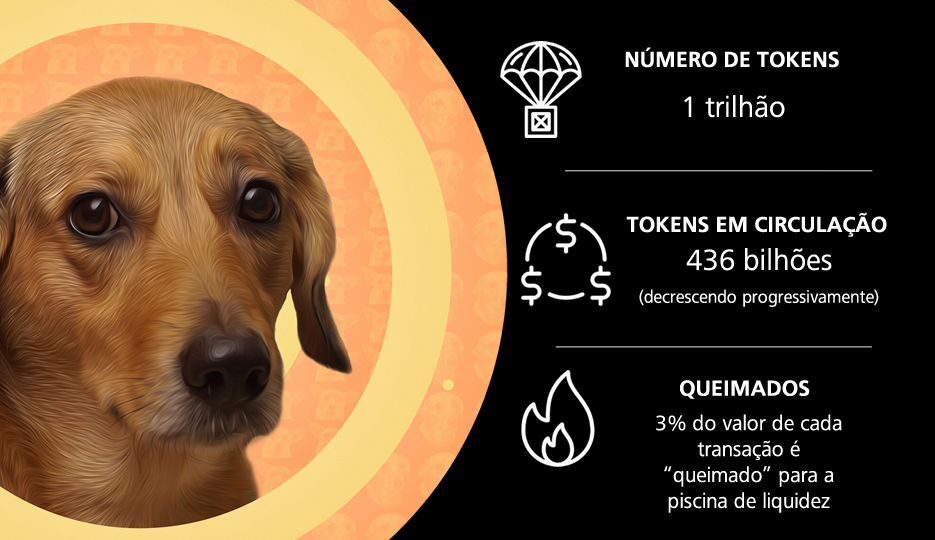 NÚMERO DE TOKENS
1 trilhão
TOKENS EM CIRCULAÇÃO
436 bilhões
(decrescendo progressivamente)
QUEIMADOS
3% do valor de cada
transação é
“queimado” para a
piscina de liquidez